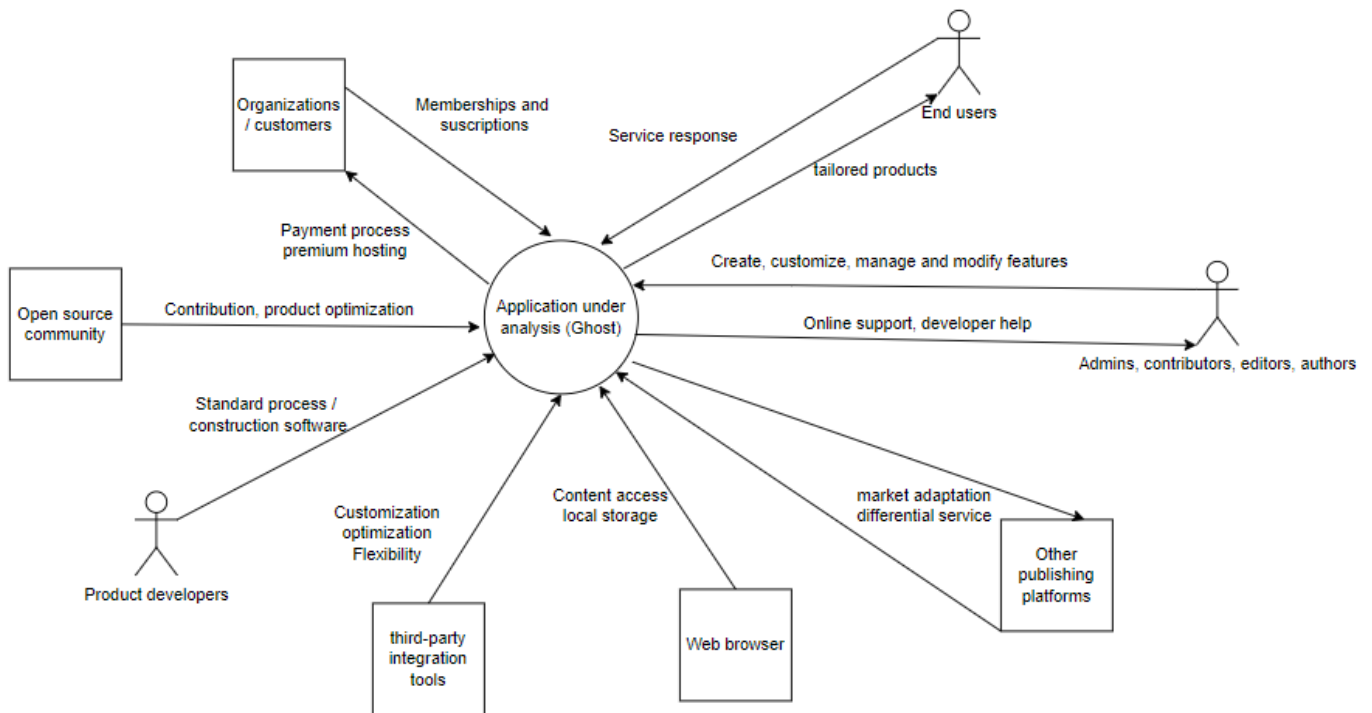 Organizations
/ customers
Memberships and
suscriptions
Service response
End users
tailored products
Payment process
premium hosting
Create, customize, manage and modify features
Open source
community
Contribution, product optimization
Application under
analysis (Ghost)
Online support, developer help
Admins, contributors, editors, authors
Standard process /
construction software
Customization
optimization
Flexibility
Content access
local storage
market adaptation
differential service
Other
publishing
platforms
Product developers
third-party
integration
tools
Web browser